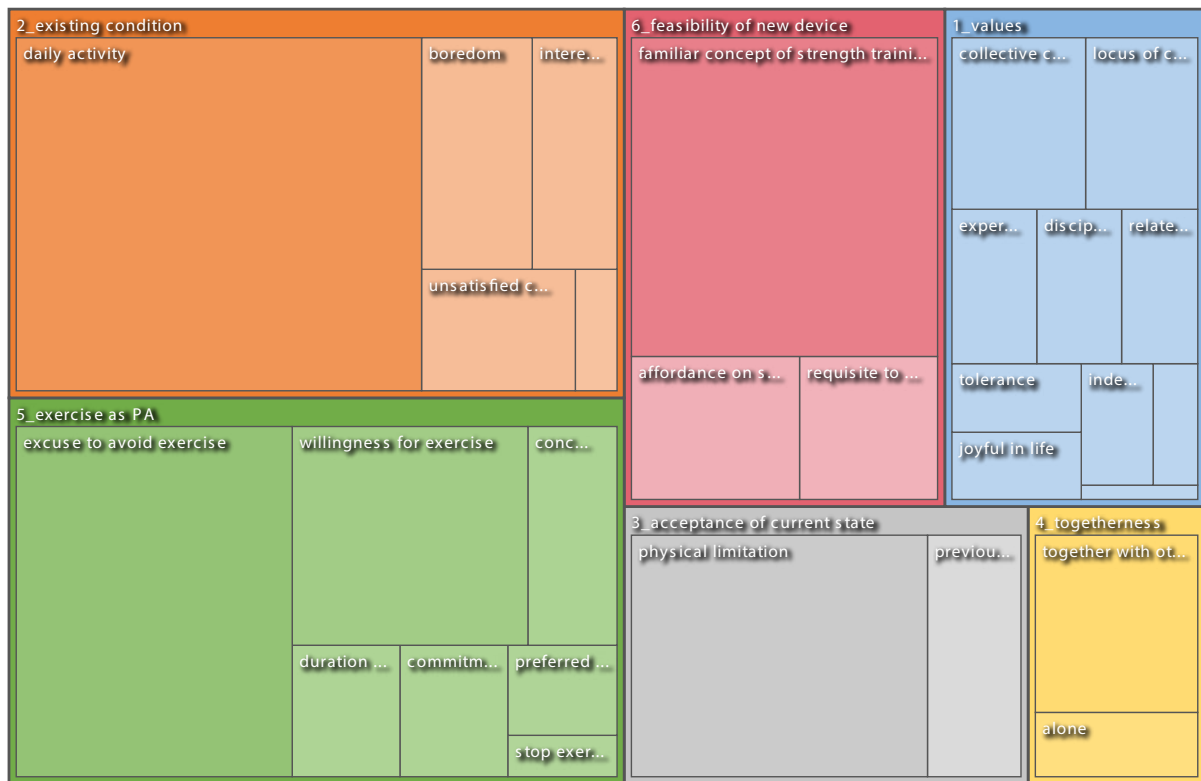 2_existing condition
daily activity
boredom
intere...
unsatisfied c...
5_exercise as PA
excuse to avoid exercise
willingness for exercise
conc...
duration ...
commitm...
preferred ...
stop exer...
6_feasibility of new device
familiar concept of strength traini...
affordance on s...
requisite to ...
1_values
collective c...
locus of c...
exper...
discip...
relate...
tolerance
inde...
joyful in life
3_acceptance of current state
physical limitation
previou...
4_togetherness
together with ot...
alone